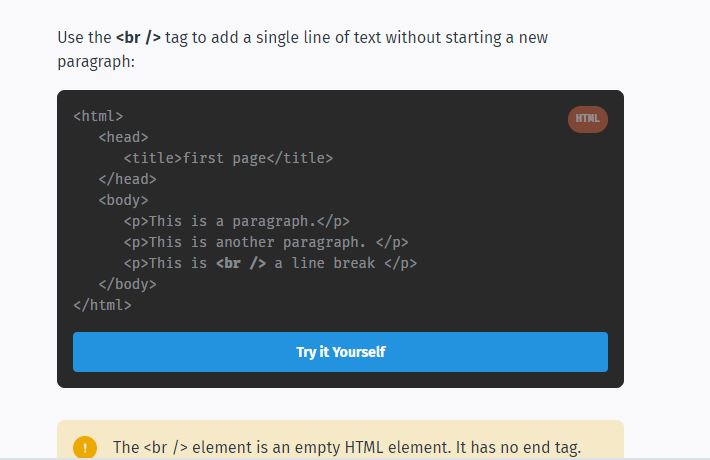 Use the <br /> tag to add a single line of text without starting a new
paragraph:
HTML
<html>
<head>
<title>first page</title>
</head>
<body>
<p>This is a paragraph.</p>
<p>This is another paragraph. </p>
<p>This is <br /> a line break </p>
</body>
</html>
Try it Yourself
!
The <br /> element is an empty HTML element. It has no end tag.